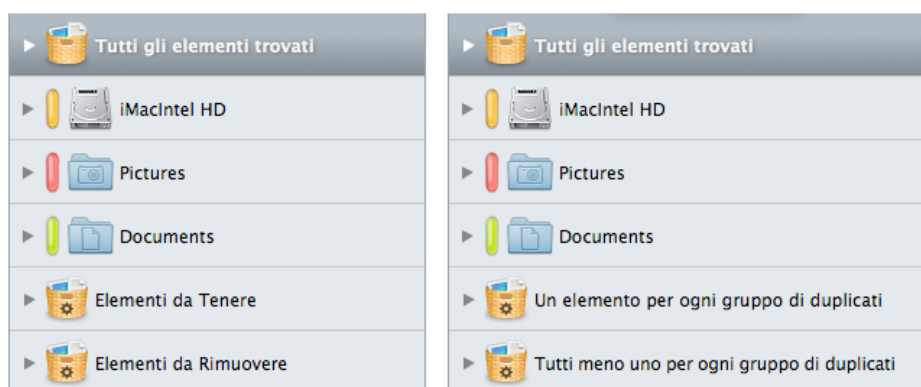 Tutti gli elementi trovati
iMacIntel HD
Pictures
Documents
Elementi da Tenere
Elementi da Rimuovere
Tutti gli elementi trovati
iMacIntel HD
Pictures
Documents
Un elemento per ogni gruppo di duplicati
Tutti meno uno per ogni gruppo di duplicati